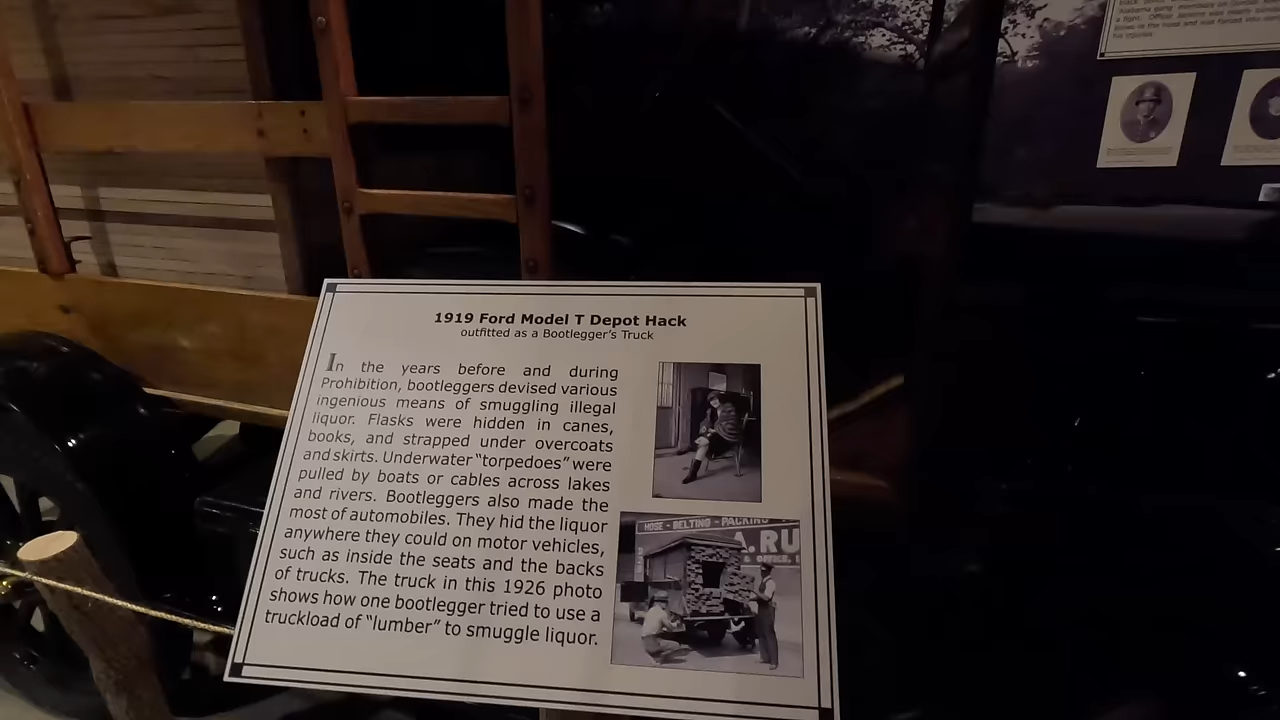 1919 Ford Model T Depot Hack
outfitted as a Bootlegger's Truck
In the years before and during
Prohibition, bootleggers devised various
ingenious means of smuggling illegal
liquor. Flasks were hidden in canes,
books, and strapped under overcoats
and skirts. Underwater "torpedoes" were
pulled by boats or cables across lakes
and rivers. Bootleggers also made the
most of automobiles. They hid the liquor
anywhere they could on motor vehicles,
such as inside the seats and the backs
of trucks. The truck in this 1926 photo
shows how one bootlegger tried to use a
truckload of "lumber" to smuggle liquor.
HOSE - BELTING - PACKING
A.RU
& OFFICE,